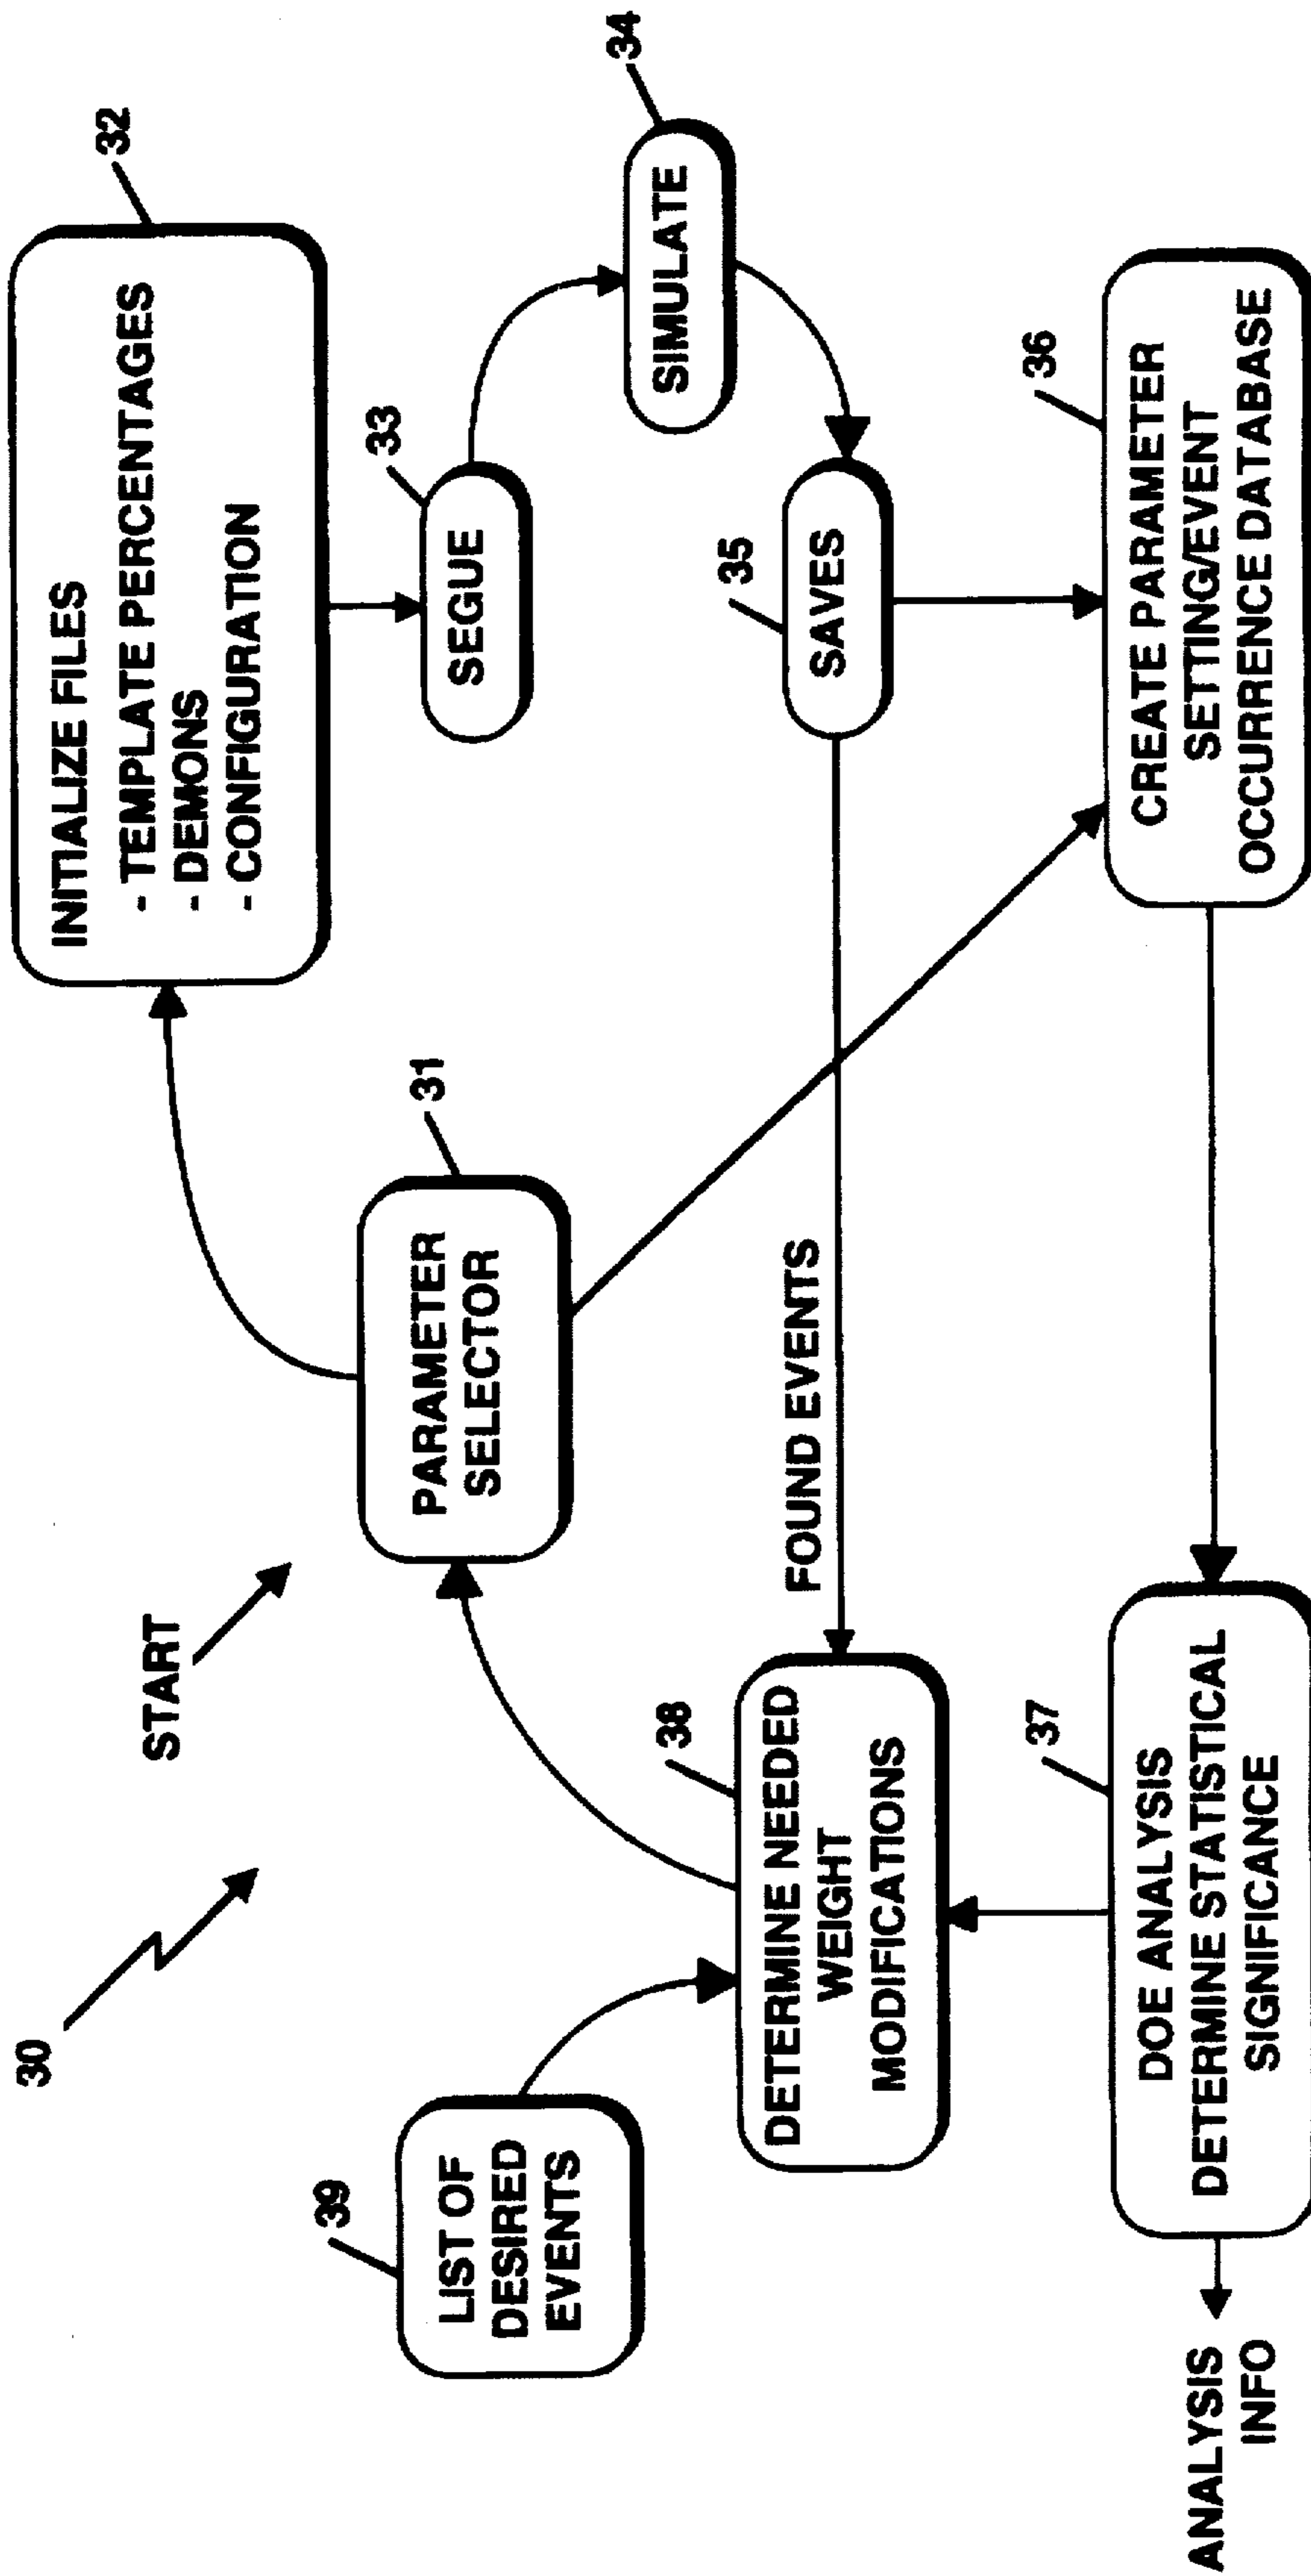 30
START
32
INITIALIZE FILES
- TEMPLATE PERCENTAGES
- DEMONS
- CONFIGURATION
39
LIST OF
DESIRED
EVENTS
31
PARAMETER
SELECTOR
33
SEGUE
34
SIMULATE
38
DETERMINE NEEDED
WEIGHT
MODIFICATIONS
FOUND EVENTS
35
SAVES
37
DOE ANALYSIS
DETERMINE STATISTICAL
SIGNIFICANCE
36
CREATE PARAMETER
SETTING/EVENT
OCCURRENCE DATABASE
ANALYSIS
INFO